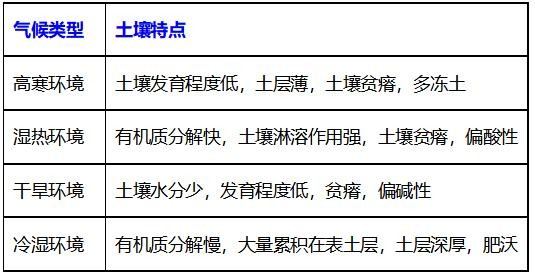 气候类型 土壤特点
高寒环境 土壤发育程度低，土层薄，土壤贫瘠，多冻土
湿热环境 有机质分解快，土壤淋溶作用强，土壤贫瘠，偏酸性
干旱环境 土壤水分少，发育程度低，贫瘠，偏碱性
冷湿环境 有机质分解慢，大量累积在表土层，土层深厚，肥沃